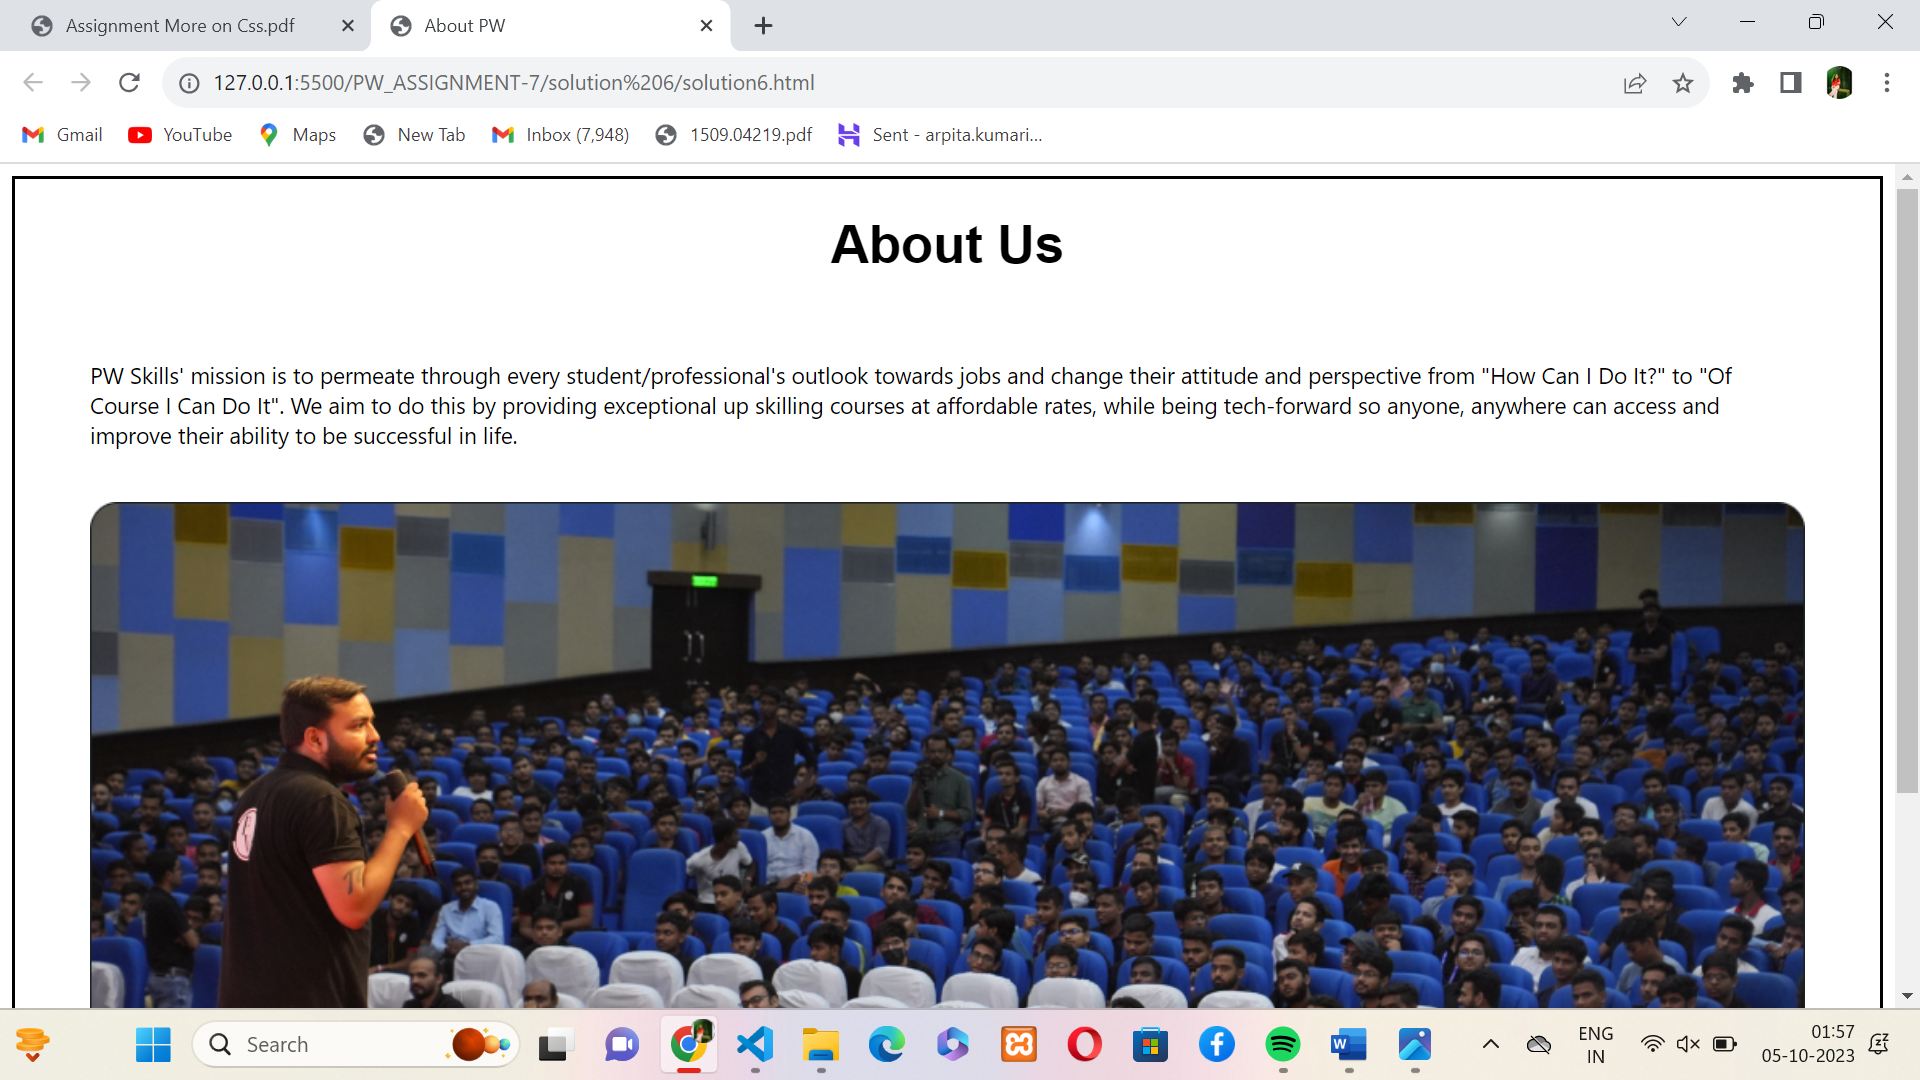 Assignment More on Css.pdf
About PW
127.0.0.1:5500/PW_ASSIGNMENT-7/solution%206/solution6.html
Gmail
YouTube
Maps
New Tab
Inbox (7,948)
1509.04219.pdf
Sent - arpita.kumari...
About Us
PW Skills' mission is to permeate through every student/professional's outlook towards jobs and change their attitude and perspective from "How Can I Do It?" to "Of
Course I Can Do It". We aim to do this by providing exceptional up skilling courses at affordable rates, while being tech-forward so anyone, anywhere can access and
improve their ability to be successful in life.
Search
ENG
IN
01:57
05-10-2023